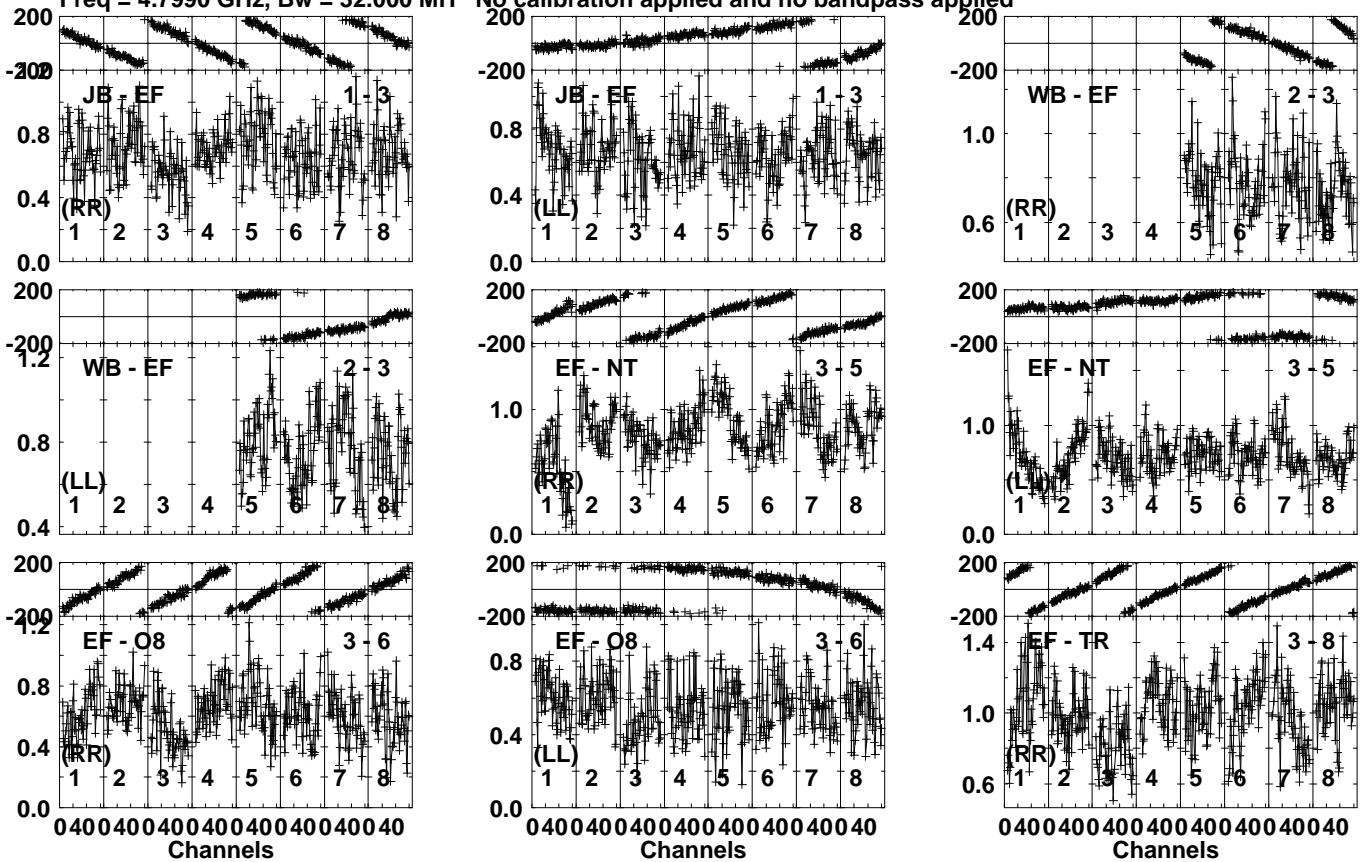 Freq = 4.7990 GHz, Bw = 32.000 MH No calibration applied and no bandpass applied
200 200 200
-200 -200 -200
1.2
JB - EF 1 - 3 JB - EF 1 - 3 WB - EF 2 - 3
0.8 0.8 1.0
0.4 0.4 0.6
(RR) (LL) (RR)
1 2 3 4 5 6 7 8 1 2 3 4 5 6 7 8 1 2 3 4 5 6 7 8
0.0 0.0
200 200 200
-200 -200 -200
1.2
WB - EF 2 - 3 EF - NT 3 - 5 EF - NT 3 - 5
0.8 1.0 1.0
(LL) (RR) (LL)
1 2 3 4 5 6 7 8 1 2 3 4 5 6 7 8 1 2 3 4 5 6 7 8
0.4 0.0 0.0
200 200 200
-200 -200 -200
1.2
EF - O8 3 - 6 EF - O8 3 - 6 EF - TR 3 - 8
0.8 0.8 1.4
0.4 0.4 1.0
(RR) (LL) (RR)
1 2 3 4 5 6 7 8 1 2 3 4 5 6 7 8 1 2 3 4 5 6 7 8
0.0 0.0 0.6
0 40 0 40 0 40 0 40 0 40 0 40 0 40 0 40 0 40 0 40 0 40 0 40 0 40 0 40 0 40 0 40 0 40 0 40 0 40 0 40 0 40 0 40 0 40 0 40
Channels Channels Channels